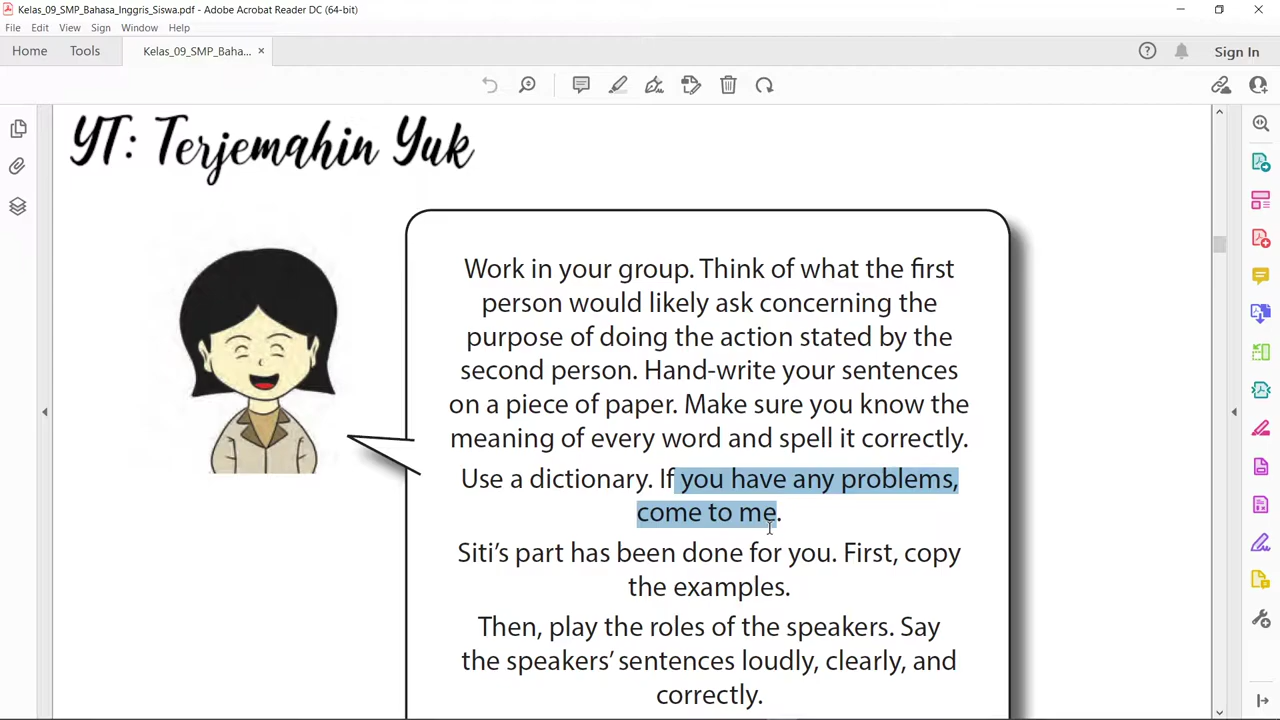 Kelas_09_SMP_Bahasa_Inggris_Siswa.pdf - Adobe Acrobat Reader DC (64-bit)
File Edit View Sign Window Help
Home Tools Kelas_09_SMP_Baha... × Sign In
YT: Terjemahin Yuk
Work in your group. Think of what the first
person would likely ask concerning the
purpose of doing the action stated by the
second person. Hand-write your sentences
on a piece of paper. Make sure you know the
meaning of every word and spell it correctly.
Use a dictionary. If you have any problems,
come to me.
Siti’s part has been done for you. First, copy
the examples.
Then, play the roles of the speakers. Say
the speakers’ sentences loudly, clearly, and
correctly.